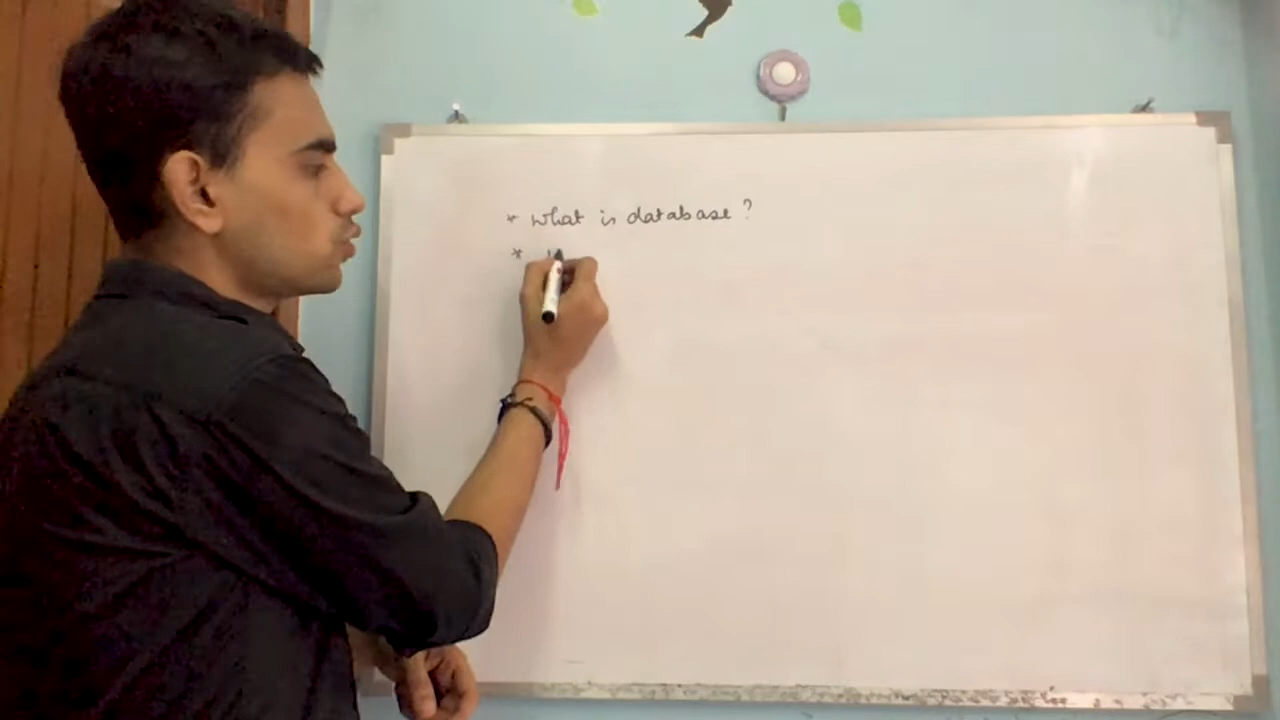 * what is database?
*